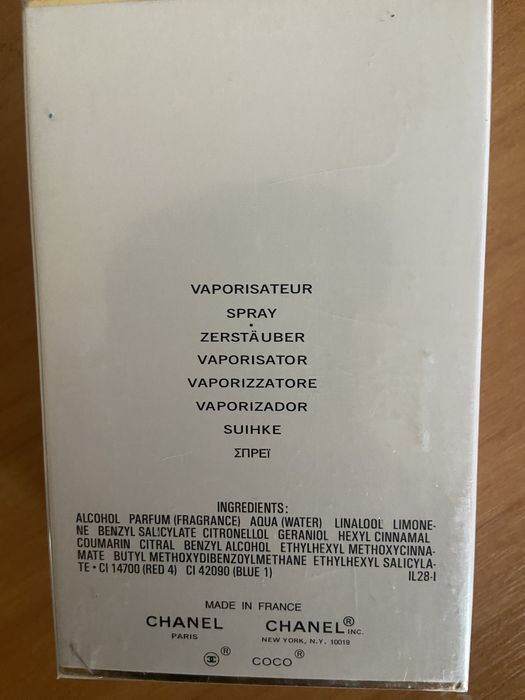 VAPORISATEUR
SPRAY
ZERSTÄUBER
VAPORISATOR
VAPORIZZATORE
VAPORIZADOR
SUIHKE
ΣΠΡΕΪ
INGREDIENTS:
ALCOHOL PARFUM (FRAGRANCE) AQUA (WATER) LINALOOL LIMONE-
NE BENZYL SALICYLATE CITRONELLOL GERANIOL HEXYL CINNAMAL
COUMARIN CITRAL BENZYL ALCOHOL ETHYLHEXYL METHOXYCINNA-
MATE BUTYL METHOXYDIBENZOYLMETHANE ETHYLHEXYL SALICYLA-
TE • CI 14700 (RED 4) CI 42090 (BLUE 1) IL28-I
MADE IN FRANCE
CHANEL CHANEL® INC.
PARIS NEW YORK, N.Y. 10019
® COCO®